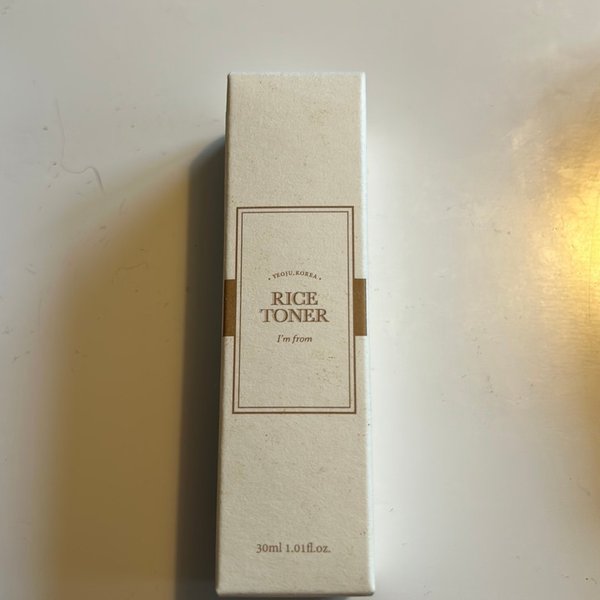 • YEOJU, KOREA •
RICE
TONER
I'm from
30ml 1.01fl.oz.